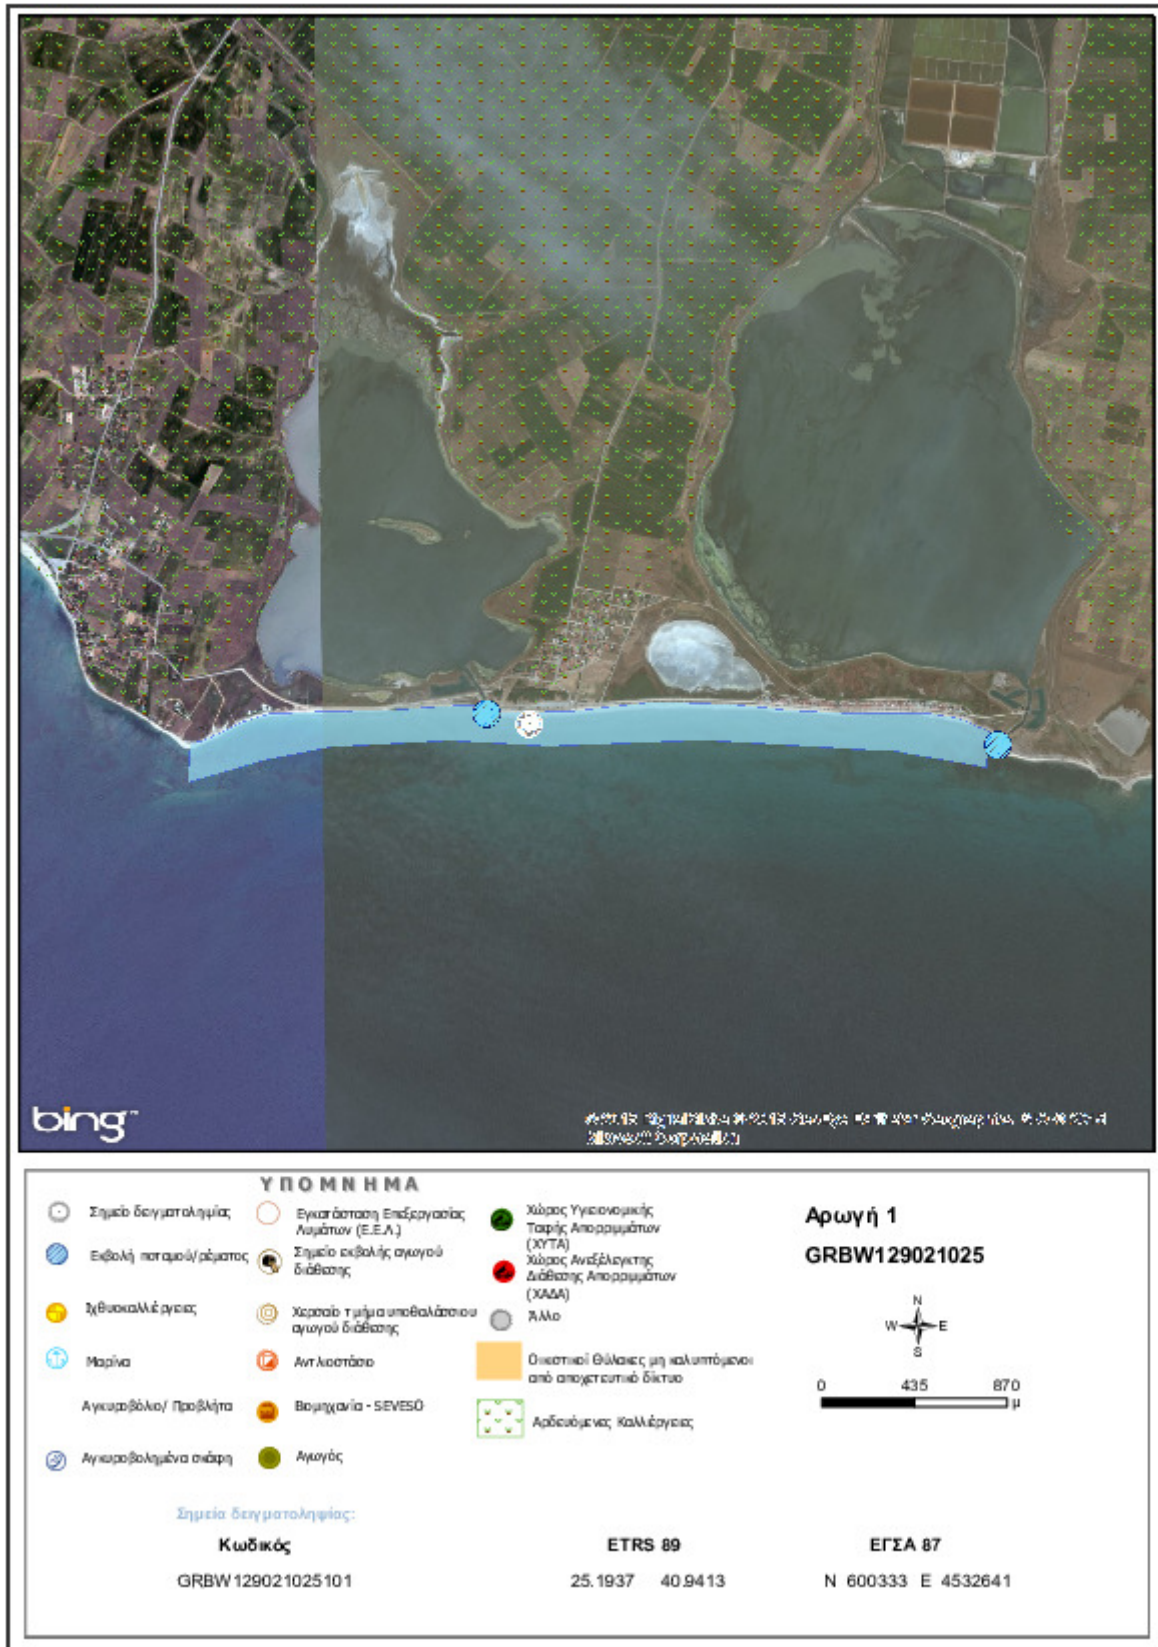 bing™
ΥΠΟΜΝΗΜΑ
Σημείο δειγματοληψίας
Εκβολή ποταμού/ρέματος
Ιχθυοκαλλιέργειες
Μαρίνα
Αγκυροβόλιο/ Προβλήτα
Αγκυροβολημένα σκάφη
Εγκατάσταση Επεξεργασίας
Λυμάτων (Ε.Ε.Λ.)
Σημείο εκβολής αγωγού
διάθεσης
Χερσαίο τμήμα υποθαλάσσιου
αγωγού διάθεσης
Αντλιοστάσιο
Βιομηχανία - SEVESO
Αγωγός
Χώρος Υγειονομικής
Ταφής Απορριμμάτων
(ΧΥΤΑ)
Χώρος Ανεξέλεγκτης
Διάθεσης Απορριμμάτων
(ΧΑΔΑ)
Άλλο
Οικιστικοί Θύλακες μη καλυπτόμενοι
από αποχετευτικό δίκτυο
Αρδευόμενες Καλλιέργειες
Αρωγή 1
GRBW129021025
N
W E
S
0 435 870
μ
Σημεία δειγματοληψίας:
Κωδικός ETRS 89 ΕΓΣΑ 87
GRBW129021025101 25.1937 40.9413 N 600333 E 4532641